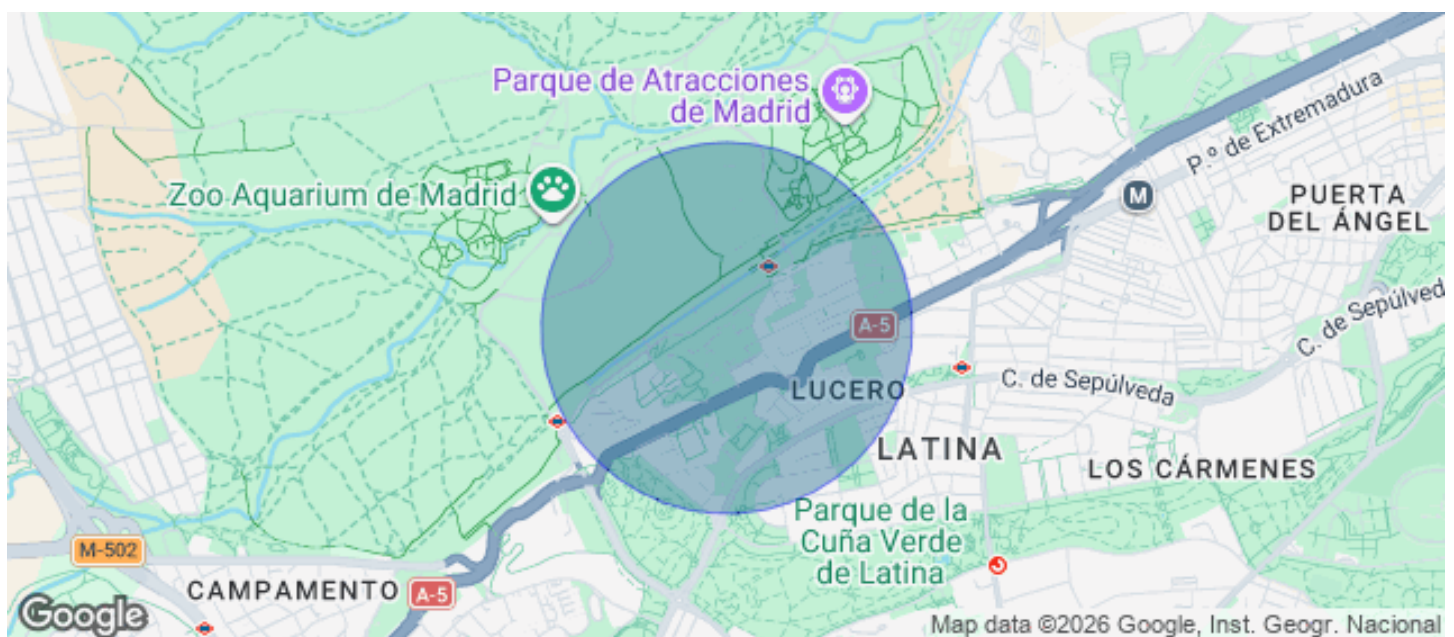 Parque de Atracciones
de Madrid
Zoo Aquarium de Madrid
P.º de Extremadura
M
PUERTA
DEL ÁNGEL
A-5
C. de Sepúlveda
LUCERO
C. de Sepúlveda
LATINA
LOS CÁRMENES
Parque de la
Cuña Verde
de Latina
M-502
CAMPAMENTO
A-5
Google
Map data ©2026 Google, Inst. Geogr. Nacional